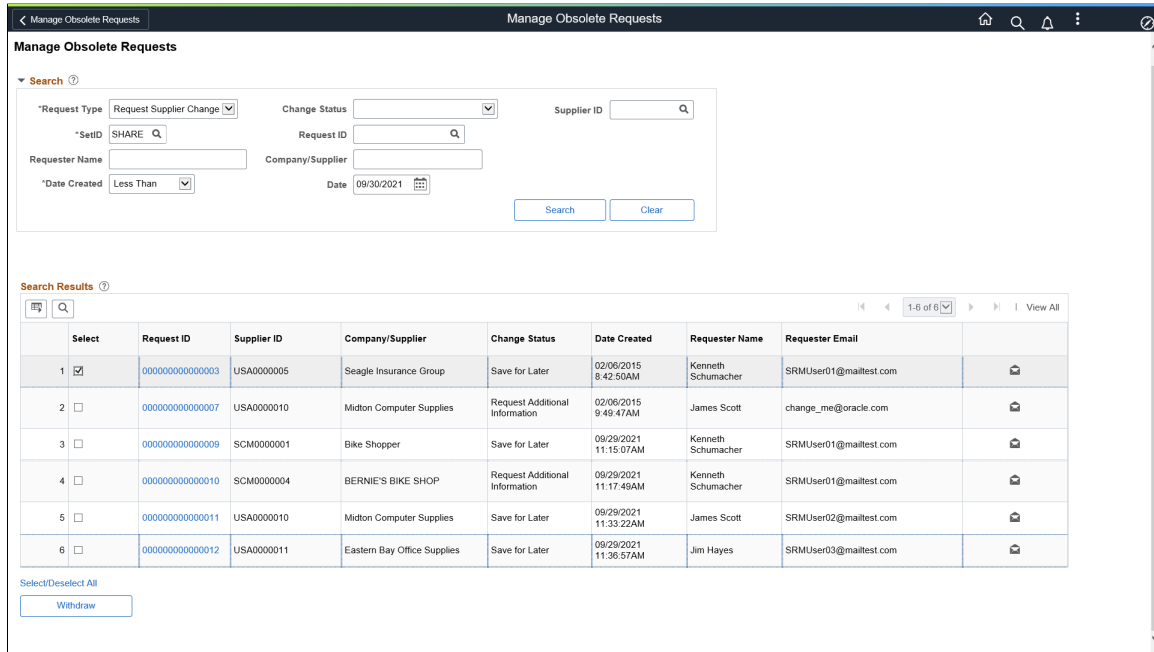 Manage Obsolete Requests
Manage Obsolete Requests
Manage Obsolete Requests
Search
*Request Type Request Supplier Change Change Status Supplier ID
*SetID SHARE Request ID
Requester Name Company/Supplier
*Date Created Less Than Date 09/30/2021
Search Clear
Search Results
1-6 of 6 View All
Select Request ID Supplier ID Company/Supplier Change Status Date Created Requester Name Requester Email
1 000000000000003 USA0000005 Seagle Insurance Group Save for Later 02/06/2015 8:42:50AM Kenneth Schumacher SRMUser01@mailtest.com
2 000000000000007 USA0000010 Midton Computer Supplies Request Additional Information 02/06/2015 9:49:47AM James Scott change_me@oracle.com
3 000000000000009 SCM0000001 Bike Shopper Save for Later 09/29/2021 11:15:07AM Kenneth Schumacher SRMUser01@mailtest.com
4 000000000000010 SCM0000004 BERNIE'S BIKE SHOP Request Additional Information 09/29/2021 11:17:49AM Kenneth Schumacher SRMUser01@mailtest.com
5 000000000000011 USA0000010 Midton Computer Supplies Save for Later 09/29/2021 11:33:22AM James Scott SRMUser02@mailtest.com
6 000000000000012 USA0000011 Eastern Bay Office Supplies Save for Later 09/29/2021 11:36:57AM Jim Hayes SRMUser03@mailtest.com
Select/Deselect All
Withdraw